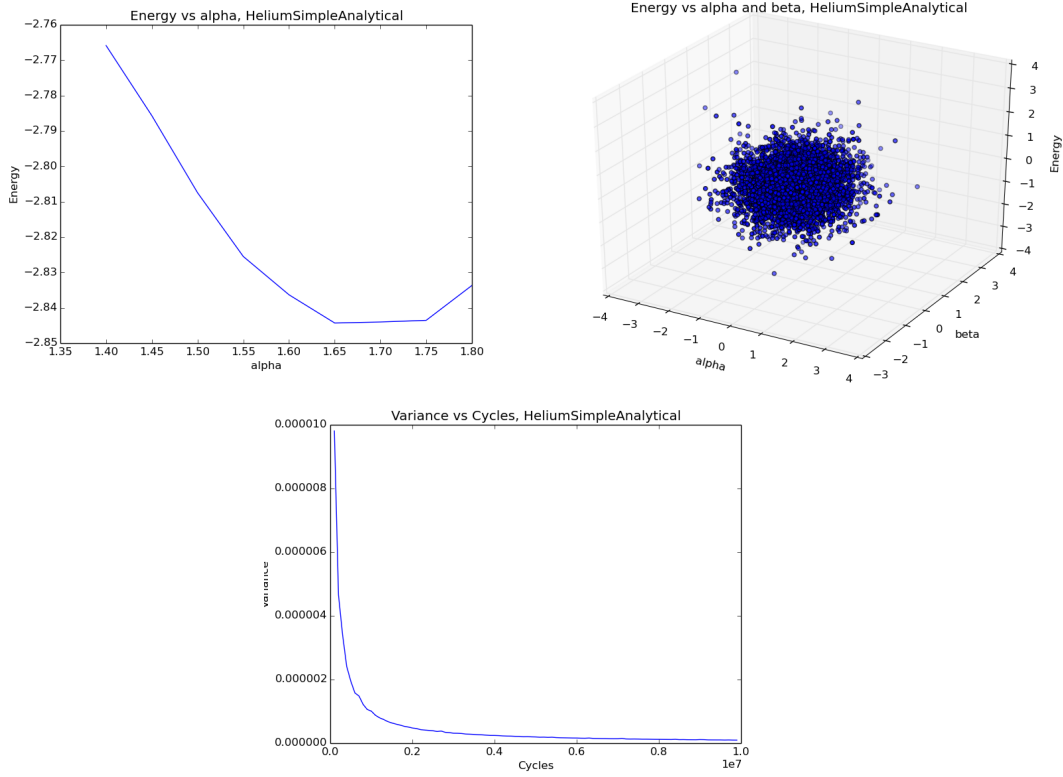 Energy vs alpha, HeliumSimpleAnalytical
−2.76
−2.77
−2.78
−2.79
−2.80
−2.81
−2.82
−2.83
−2.84
−2.85
Energy
1.35 1.40 1.45 1.50 1.55 1.60 1.65 1.70 1.75 1.80
alpha
Energy vs alpha and beta, HeliumSimpleAnalytical
4
3
2
1
0
−1
−2
−3
−4
Energy
−4 −3 −2 −1 0 1 2 3 4
alpha
−3 −2 −1 0 1 2 3 4
beta
Variance vs Cycles, HeliumSimpleAnalytical
0.000010
0.000008
0.000006
0.000004
0.000002
0.000000
variance
0.0 0.2 0.4 0.6 0.8 1.0
1e7
Cycles